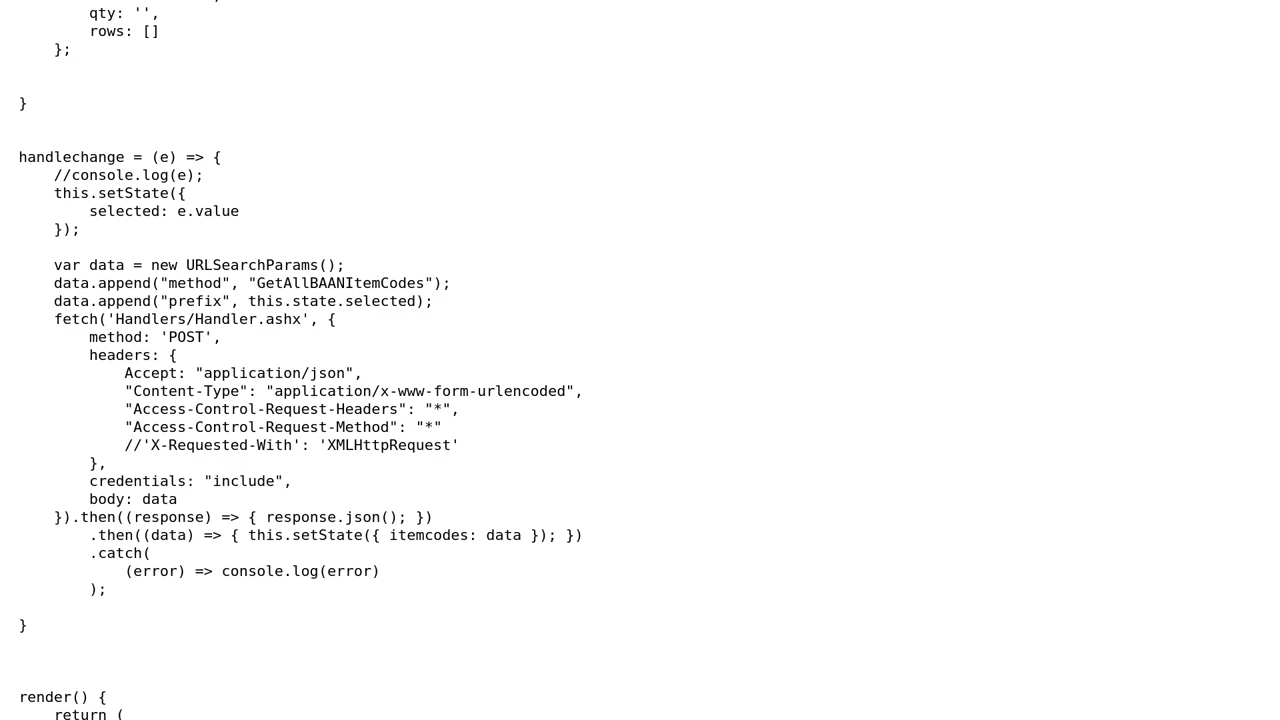 qty: '',
rows: []
};
}
handlechange = (e) => {
//console.log(e);
this.setState({
selected: e.value
});
var data = new URLSearchParams();
data.append("method", "GetAllBAANItemCodes");
data.append("prefix", this.state.selected);
fetch('Handlers/Handler.ashx', {
method: 'POST',
headers: {
Accept: "application/json",
"Content-Type": "application/x-www-form-urlencoded",
"Access-Control-Request-Headers": "*",
"Access-Control-Request-Method": "*"
//'X-Requested-With': 'XMLHttpRequest'
},
credentials: "include",
body: data
}).then((response) => { response.json(); })
.then((data) => { this.setState({ itemcodes: data }); })
.catch(
(error) => console.log(error)
);
}
render() {
return (